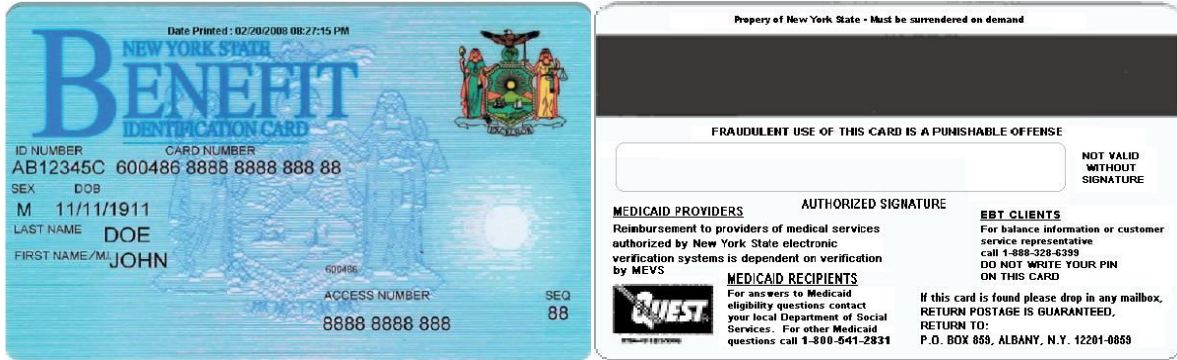 Date Printed : 02/20/2008 08:27:15 PM
NEW YORK STATE
BENEFIT
IDENTIFICATION CARD
EXCELSIOR
ID NUMBER CARD NUMBER
AB12345C 600486 8888 8888 888 88
SEX DOB
M 11/11/1911
LAST NAME DOE
FIRST NAME/M.I. JOHN
600486
ACCESS NUMBER SEQ
8888 8888 888 88
Propery of New York State - Must be surrendered on demand
FRAUDULENT USE OF THIS CARD IS A PUNISHABLE OFFENSE
NOT VALID
WITHOUT
SIGNATURE
AUTHORIZED SIGNATURE
MEDICAID PROVIDERS
Reimbursement to providers of medical services
authorized by New York State electronic
verification systems is dependent on verification
by MEVS
EBT CLIENTS
For balance information or customer
service representative
call 1-888-328-6399
DO NOT WRITE YOUR PIN
ON THIS CARD
QUEST
MEDICAID RECIPIENTS
For answers to Medicaid
eligibility questions contact
your local Department of Social
Services. For other Medicaid
questions call 1-800-541-2831
If this card is found please drop in any mailbox,
RETURN POSTAGE IS GUARANTEED,
RETURN TO:
P.O. BOX 859, ALBANY, N.Y. 12201-0859